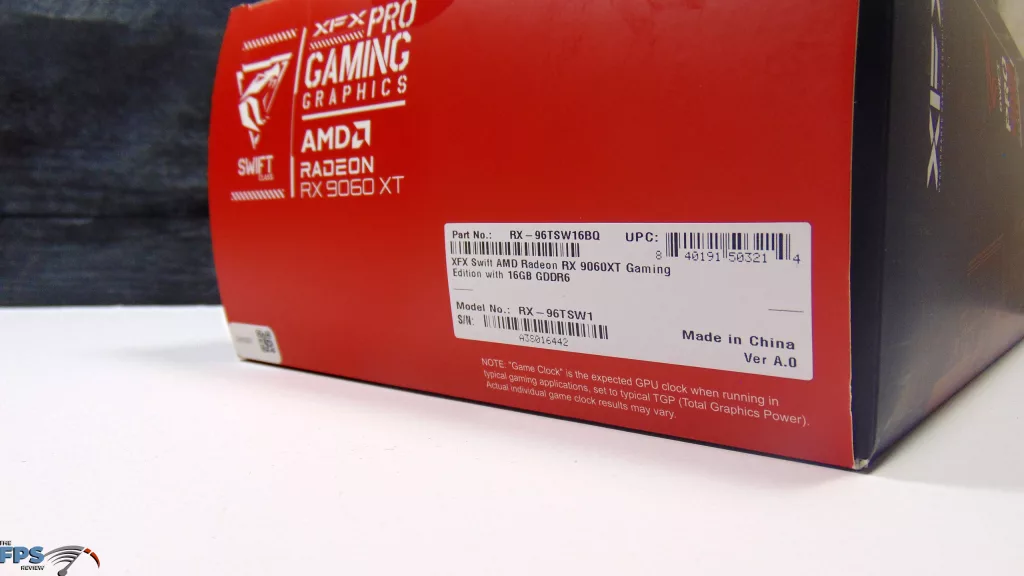 XFX PRO
GAMING
GRAPHICS
SWIFT
CLASS
AMD
RADEON
RX 9060 XT
XFX
Part No.: RX-96TSW16BQ UPC:
8 40191 50321 4
XFX Swift AMD Radeon RX 9060XT Gaming
Edition with 16GB GDDR6
Model No.: RX-96TSW1
S/N:
A38016442
Made in China
Ver A.0
NOTE: "Game Clock" is the expected GPU clock when running in
typical gaming applications, set to typical TGP (Total Graphics Power).
Actual individual game clock results may vary.
THE
FPS
REVIEW